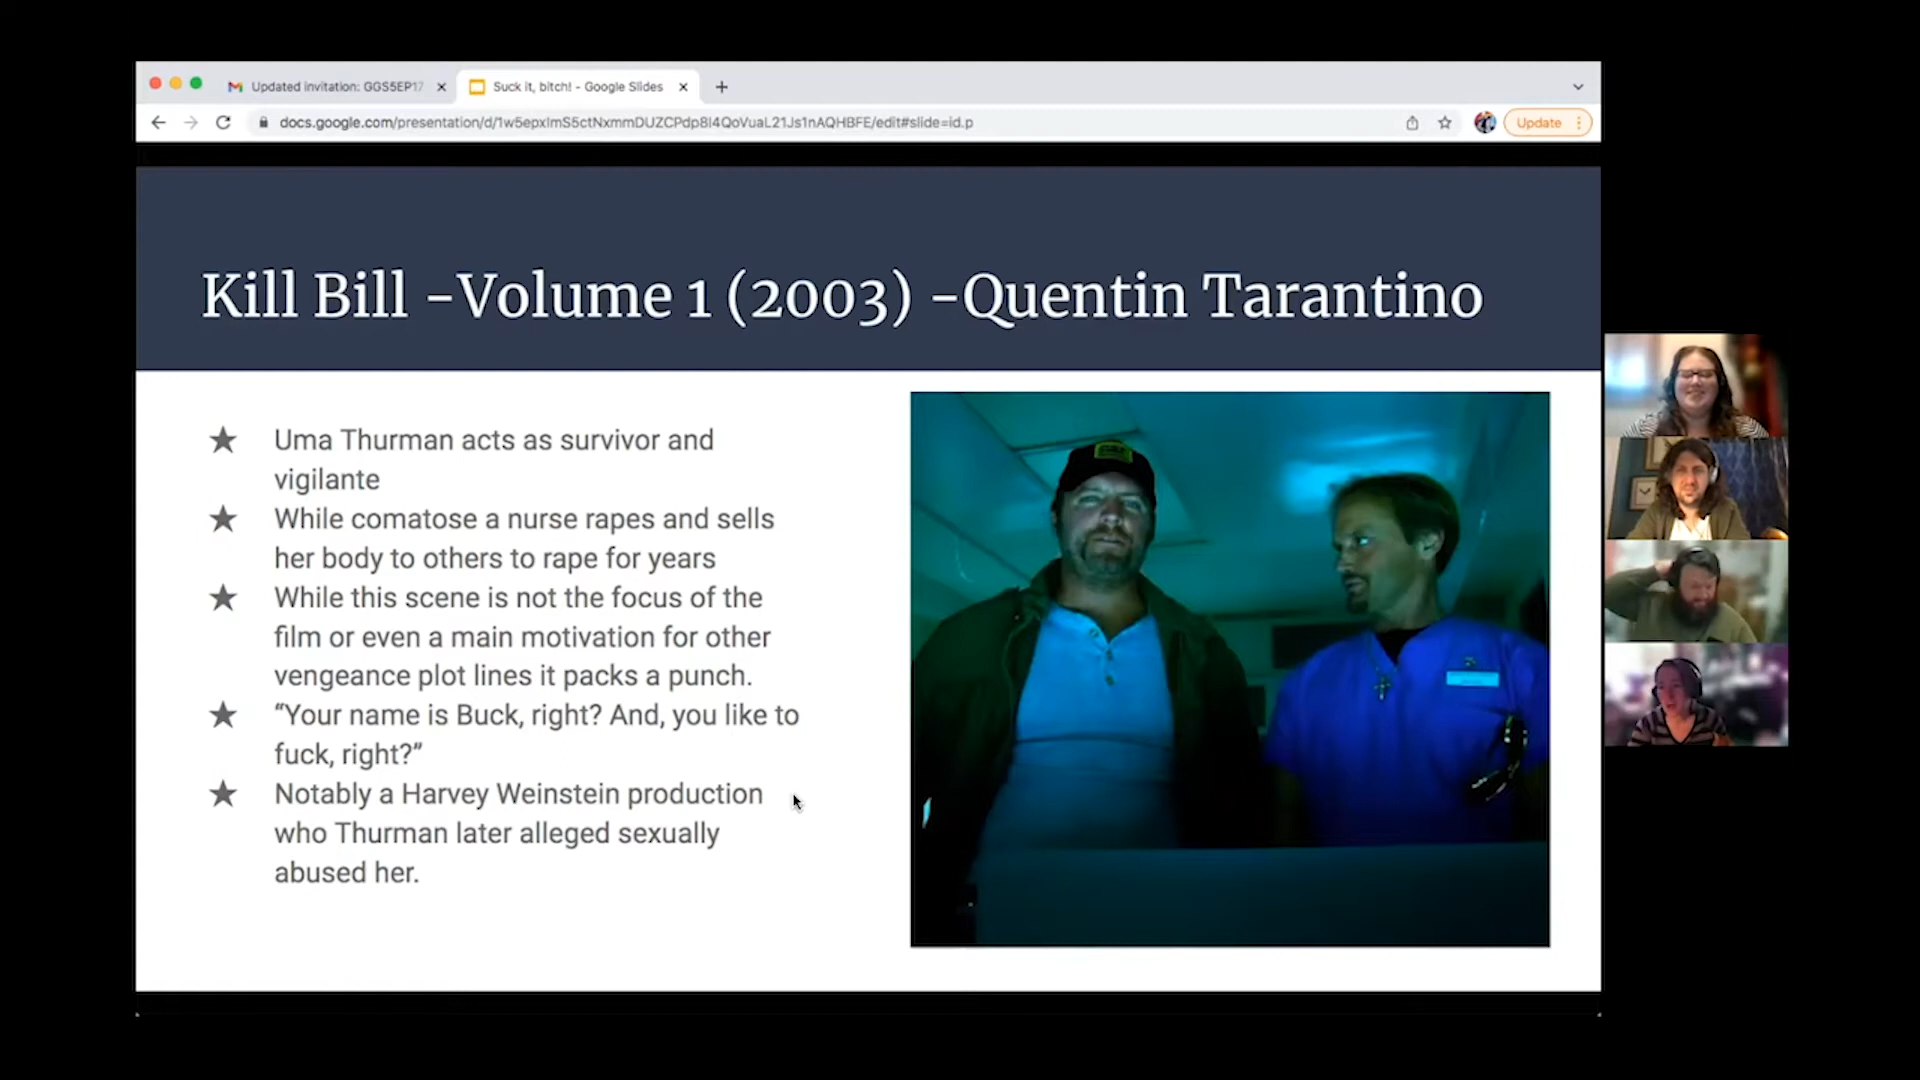 Updated invitation: GGS5EP17
Suck it, bitch! - Google Slides
docs.google.com/presentation/d/1w5epxlmS5ctNxmmDUZCPdp8I4QoVuaL21Js1nAQHBFE/edit#slide=id.p
Update
Kill Bill -Volume 1 (2003) -Quentin Tarantino
★ Uma Thurman acts as survivor and
vigilante
★ While comatose a nurse rapes and sells
her body to others to rape for years
★ While this scene is not the focus of the
film or even a main motivation for other
vengeance plot lines it packs a punch.
★ “Your name is Buck, right? And, you like to
fuck, right?”
★ Notably a Harvey Weinstein production
who Thurman later alleged sexually
abused her.